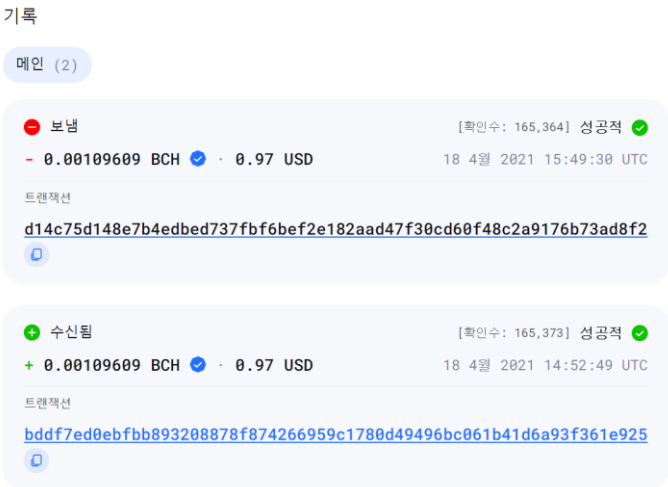 기록
메인 (2)
보냄 [확인수: 165,364] 성공적
- 0.00109609 BCH · 0.97 USD 18 4월 2021 15:49:30 UTC
트랜잭션
d14c75d148e7b4edbed737fbf6bef2e182aad47f30cd60f48c2a9176b73ad8f2
수신됨 [확인수: 165,373] 성공적
+ 0.00109609 BCH · 0.97 USD 18 4월 2021 14:52:49 UTC
트랜잭션
bddf7ed0ebfbb893208878f874266959c1780d49496bc061b41d6a93f361e925